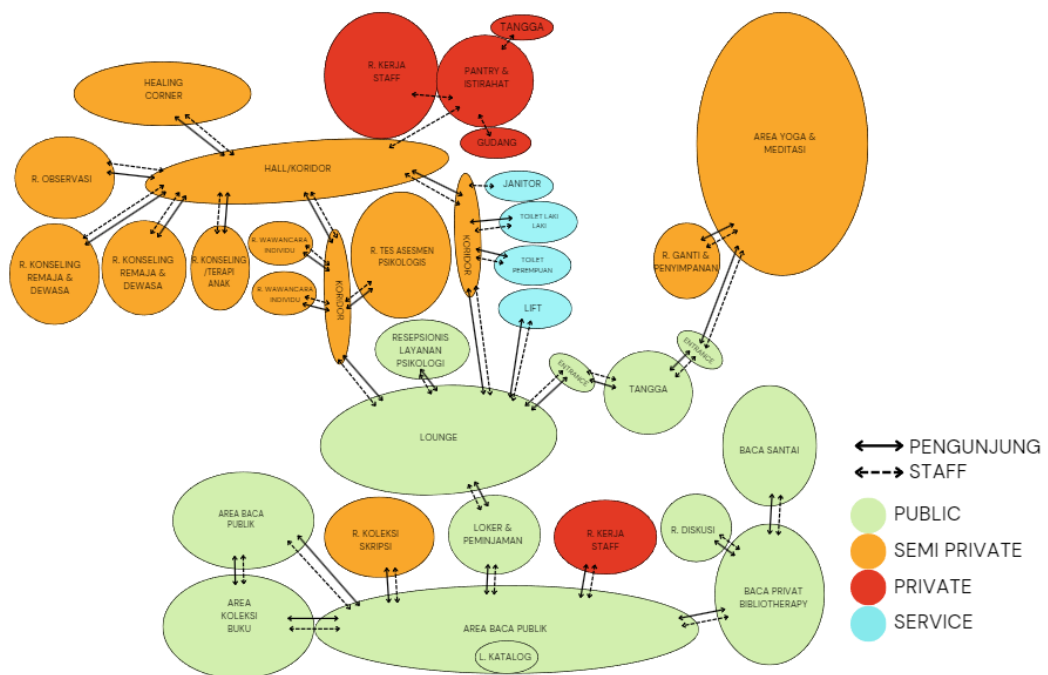 TANGGA
R. KERJA
STAFF
PANTRY &
ISTIRAHAT
GUDANG
HEALING
CORNER
HALL/KORIDOR
R. OBSERVASI
R. KONSELING
REMAJA &
DEWASA
R. KONSELING
REMAJA &
DEWASA
R. KONSELING
/TERAPI
ANAK
R. WAWANCARA
INDIVIDU
R. WAWANCARA
INDIVIDU
KORIDOR
R. TES ASESMEN
PSIKOLOGIS
KORIDOR
JANITOR
TOILET LAKI
LAKI
TOILET
PEREMPUAN
LIFT
AREA YOGA &
MEDITASI
R. GANTI &
PENYIMPANAN
RESEPSIONIS
LAYANAN
PSIKOLOGI
ENTRANCE
TANGGA
ENTRANCE
LOUNGE
BACA SANTAI
AREA BACA
PUBLIK
R. KOLEKSI
SKRIPSI
LOKER &
PEMINJAMAN
R. KERJA
STAFF
R. DISKUSI
AREA
KOLEKSI
BUKU
AREA BACA PUBLIK
L. KATALOG
BACA PRIVAT
BIBLIOTHERAPY
PENGUNJUNG
STAFF
PUBLIC
SEMI PRIVATE
PRIVATE
SERVICE